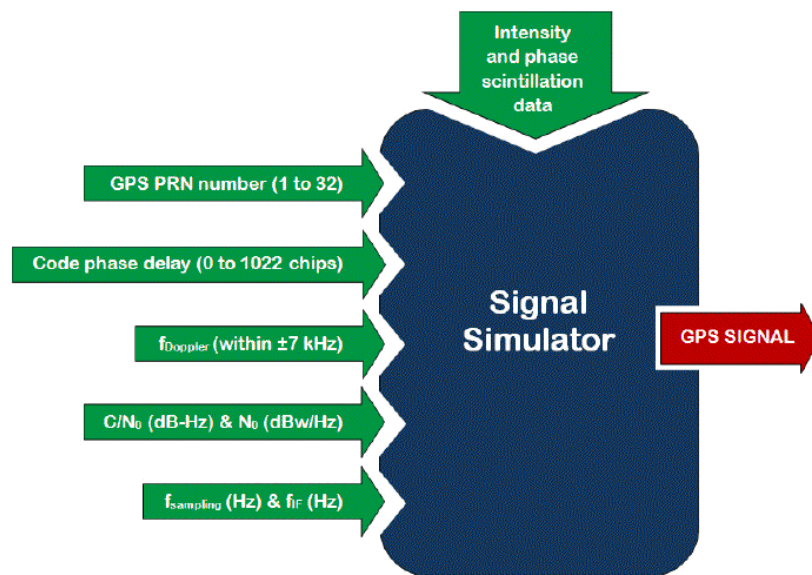 Intensity
and phase
scintillation
data
GPS PRN number (1 to 32)
Code phase delay (0 to 1022 chips)
fDoppler (within ±7 kHz)
C/N0 (dB-Hz) & N0 (dBw/Hz)
fsampling (Hz) & fIF (Hz)
Signal
Simulator
GPS SIGNAL